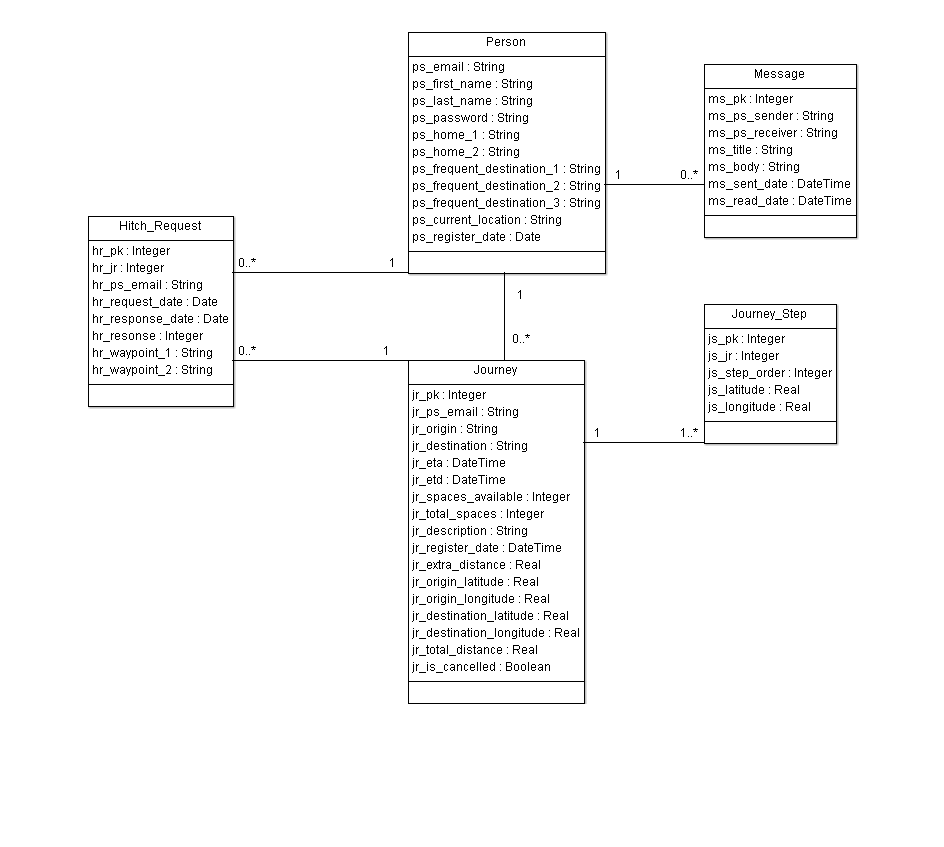 Person
ps_email : String
ps_first_name : String
ps_last_name : String
ps_password : String
ps_home_1 : String
ps_home_2 : String
ps_frequent_destination_1 : String
ps_frequent_destination_2 : String
ps_frequent_destination_3 : String
ps_current_location : String
ps_register_date : Date
Message
ms_pk : Integer
ms_ps_sender : String
ms_ps_receiver : String
ms_title : String
ms_body : String
ms_sent_date : DateTime
ms_read_date : DateTime
1
0..*
Hitch_Request
hr_pk : Integer
hr_jr : Integer
hr_ps_email : String
hr_request_date : Date
hr_response_date : Date
hr_resonse : Integer
hr_waypoint_1 : String
hr_waypoint_2 : String
0..*
1
1
0..*
0..*
1
Journey
jr_pk : Integer
jr_ps_email : String
jr_origin : String
jr_destination : String
jr_eta : DateTime
jr_etd : DateTime
jr_spaces_available : Integer
jr_total_spaces : Integer
jr_description : String
jr_register_date : DateTime
jr_extra_distance : Real
jr_origin_latitude : Real
jr_origin_longitude : Real
jr_destination_latitude : Real
jr_destination_longitude : Real
jr_total_distance : Real
jr_is_cancelled : Boolean
1
1..*
Journey_Step
js_pk : Integer
js_jr : Integer
js_step_order : Integer
js_latitude : Real
js_longitude : Real